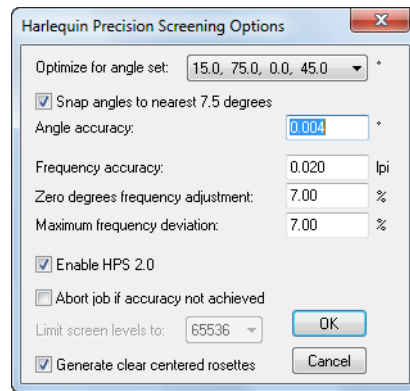 Harlequin Precision Screening Options
Optimize for angle set: 15.0, 75.0, 0.0, 45.0 °
Snap angles to nearest 7.5 degrees
Angle accuracy: 0.004 °
Frequency accuracy: 0.020 lpi
Zero degrees frequency adjustment: 7.00 %
Maximum frequency deviation: 7.00 %
Enable HPS 2.0
Abort job if accuracy not achieved
Limit screen levels to: 65536 OK
Generate clear centered rosettes Cancel